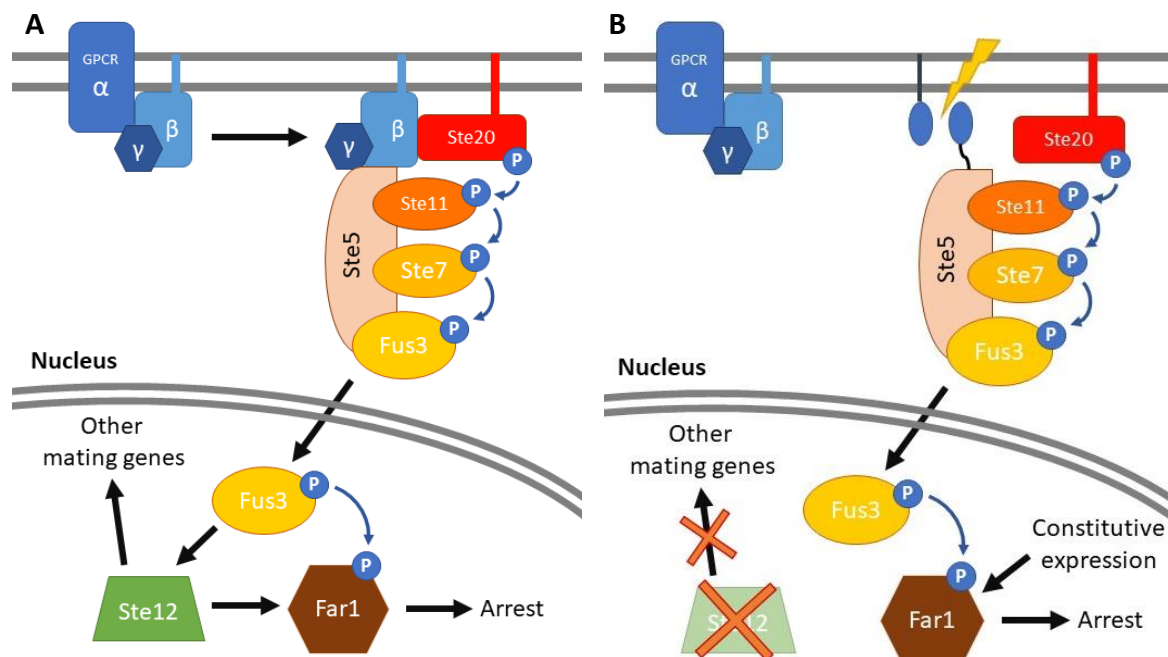 A
GPCR
α
β
γ
β
γ
Ste20
P
Ste11
P
Ste7
P
Ste5
Fus3
P
Nucleus
Other
mating genes
Fus3
P
P
Ste12
Far1
Arrest
B
GPCR
α
β
γ
Ste20
P
Ste11
P
Ste7
P
Ste5
Fus3
P
Nucleus
Other
mating genes
Fus3
P
Constitutive
expression
P
Ste12
Far1
Arrest